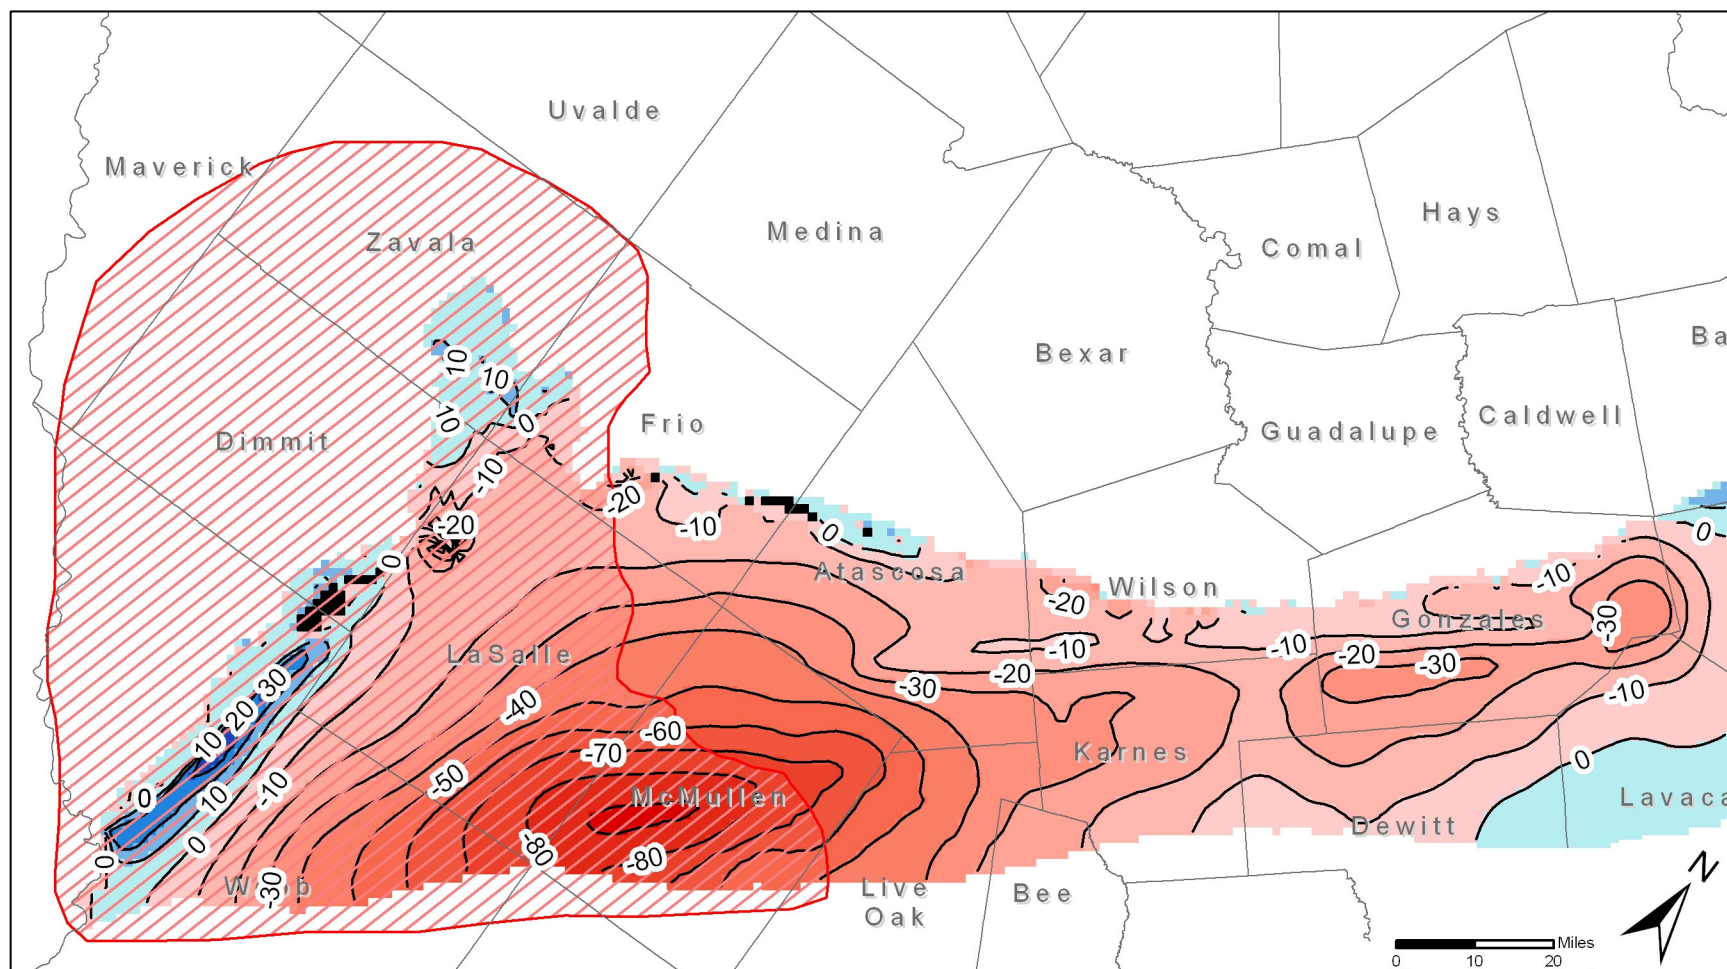 Uvalde
Maverick
Zavala
Medina
Hays
Comal
Bexar
Ba
10
10
10
0
Frio
Caldwell
Guadalupe
Dimmit
-10
-20
-20
-10
0
0
0
Atascosa
Wilson
-10
-20
Gonzales
-30
-10
-10
-20
-30
LaSalle
-20
-30
-10
30
20
10
-40
-60
-70
Karnes
0
-50
-10
10
0
McMullen
Lavaca
Dewitt
0
0
-80
-80
Webb
-30
Live
Oak
Bee
N
Miles
0 10 20